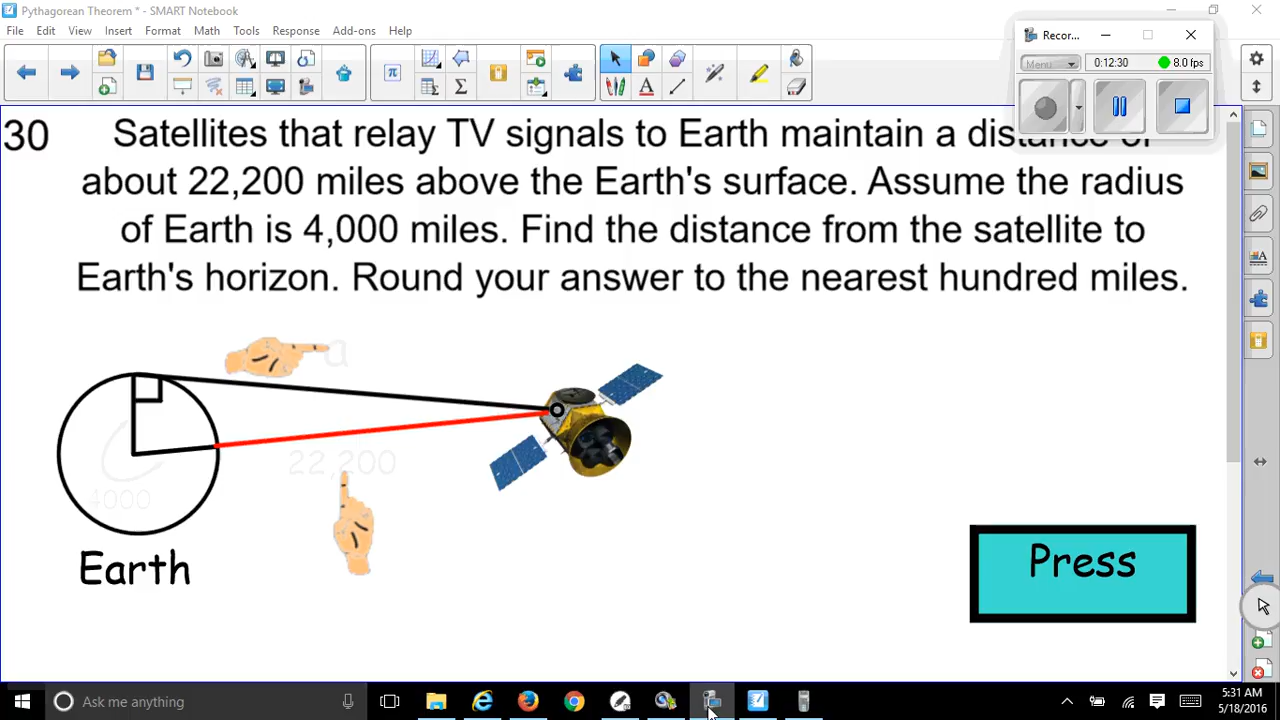 Pythagorean Theorem * - SMART Notebook
File Edit View Insert Format Math Tools Response Add-ons Help
Recor...
Menu 0:12:30 8.0 fps
30 Satellites that relay TV signals to Earth maintain a distance of
about 22,200 miles above the Earth's surface. Assume the radius
of Earth is 4,000 miles. Find the distance from the satellite to
Earth's horizon. Round your answer to the nearest hundred miles.
a
22,200
4000
Earth
Press
Ask me anything
5:31 AM
5/18/2016